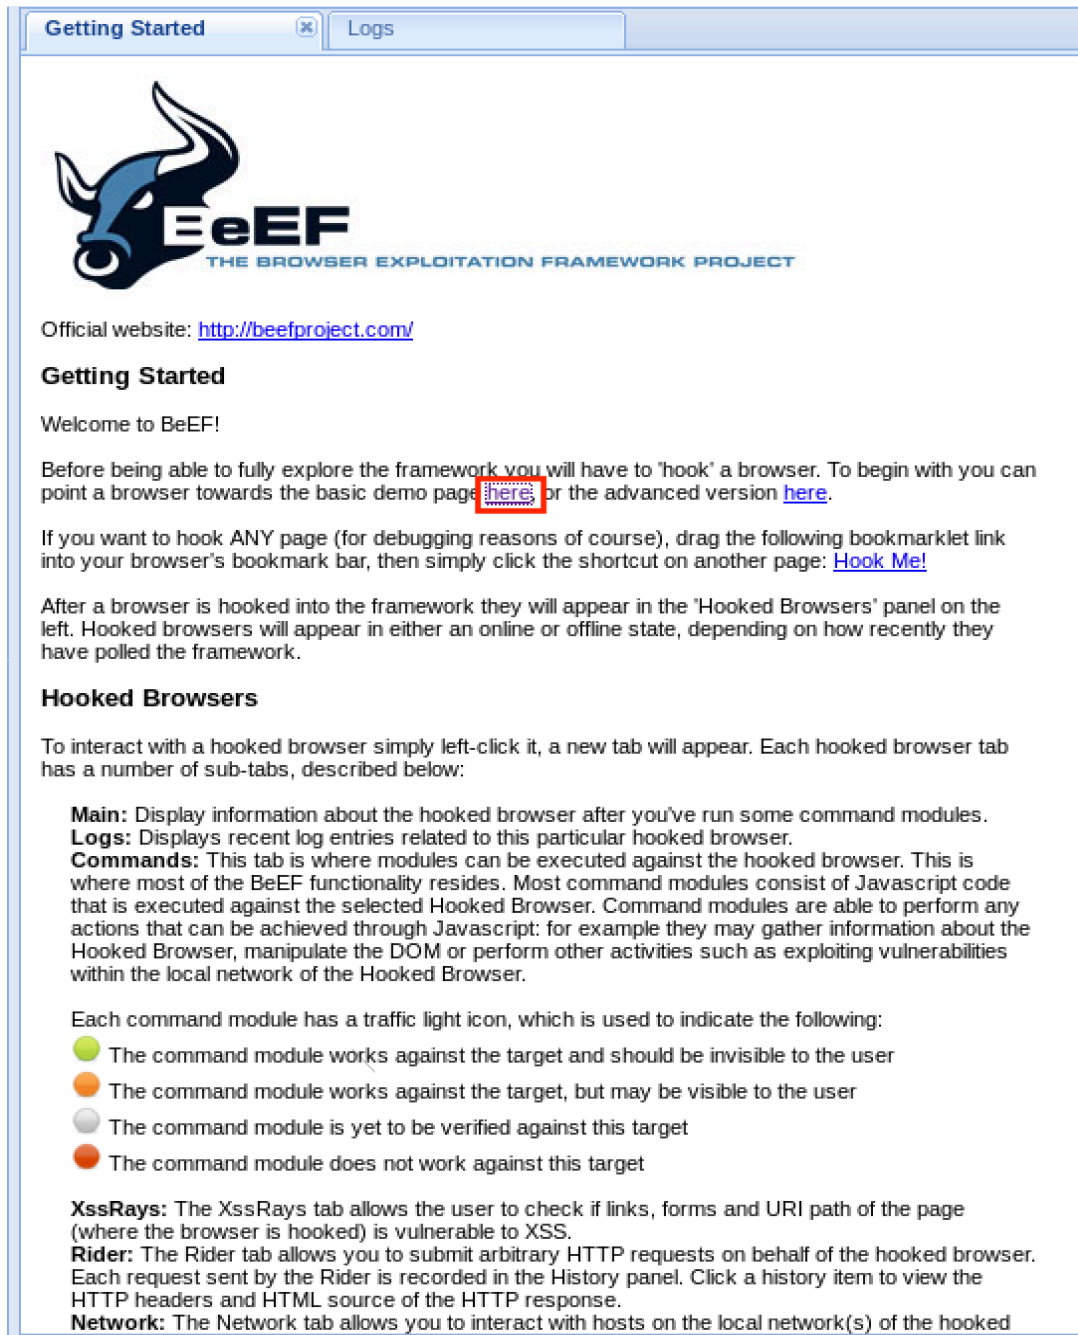 Getting Started
Logs
BeEF
THE BROWSER EXPLOITATION FRAMEWORK PROJECT
Official website: http://beefproject.com/
Getting Started
Welcome to BeEF!
Before being able to fully explore the framework you will have to 'hook' a browser. To begin with you can
point a browser towards the basic demo page here, or the advanced version here.
If you want to hook ANY page (for debugging reasons of course), drag the following bookmarklet link
into your browser's bookmark bar, then simply click the shortcut on another page: Hook Me!
After a browser is hooked into the framework they will appear in the 'Hooked Browsers' panel on the
left. Hooked browsers will appear in either an online or offline state, depending on how recently they
have polled the framework.
Hooked Browsers
To interact with a hooked browser simply left-click it, a new tab will appear. Each hooked browser tab
has a number of sub-tabs, described below:
Main: Display information about the hooked browser after you've run some command modules.
Logs: Displays recent log entries related to this particular hooked browser.
Commands: This tab is where modules can be executed against the hooked browser. This is
where most of the BeEF functionality resides. Most command modules consist of Javascript code
that is executed against the selected Hooked Browser. Command modules are able to perform any
actions that can be achieved through Javascript: for example they may gather information about the
Hooked Browser, manipulate the DOM or perform other activities such as exploiting vulnerabilities
within the local network of the Hooked Browser.
Each command module has a traffic light icon, which is used to indicate the following:
The command module works against the target and should be invisible to the user
The command module works against the target, but may be visible to the user
The command module is yet to be verified against this target
The command module does not work against this target
XssRays: The XssRays tab allows the user to check if links, forms and URI path of the page
(where the browser is hooked) is vulnerable to XSS.
Rider: The Rider tab allows you to submit arbitrary HTTP requests on behalf of the hooked browser.
Each request sent by the Rider is recorded in the History panel. Click a history item to view the
HTTP headers and HTML source of the HTTP response.
Network: The Network tab allows you to interact with hosts on the local network(s) of the hooked